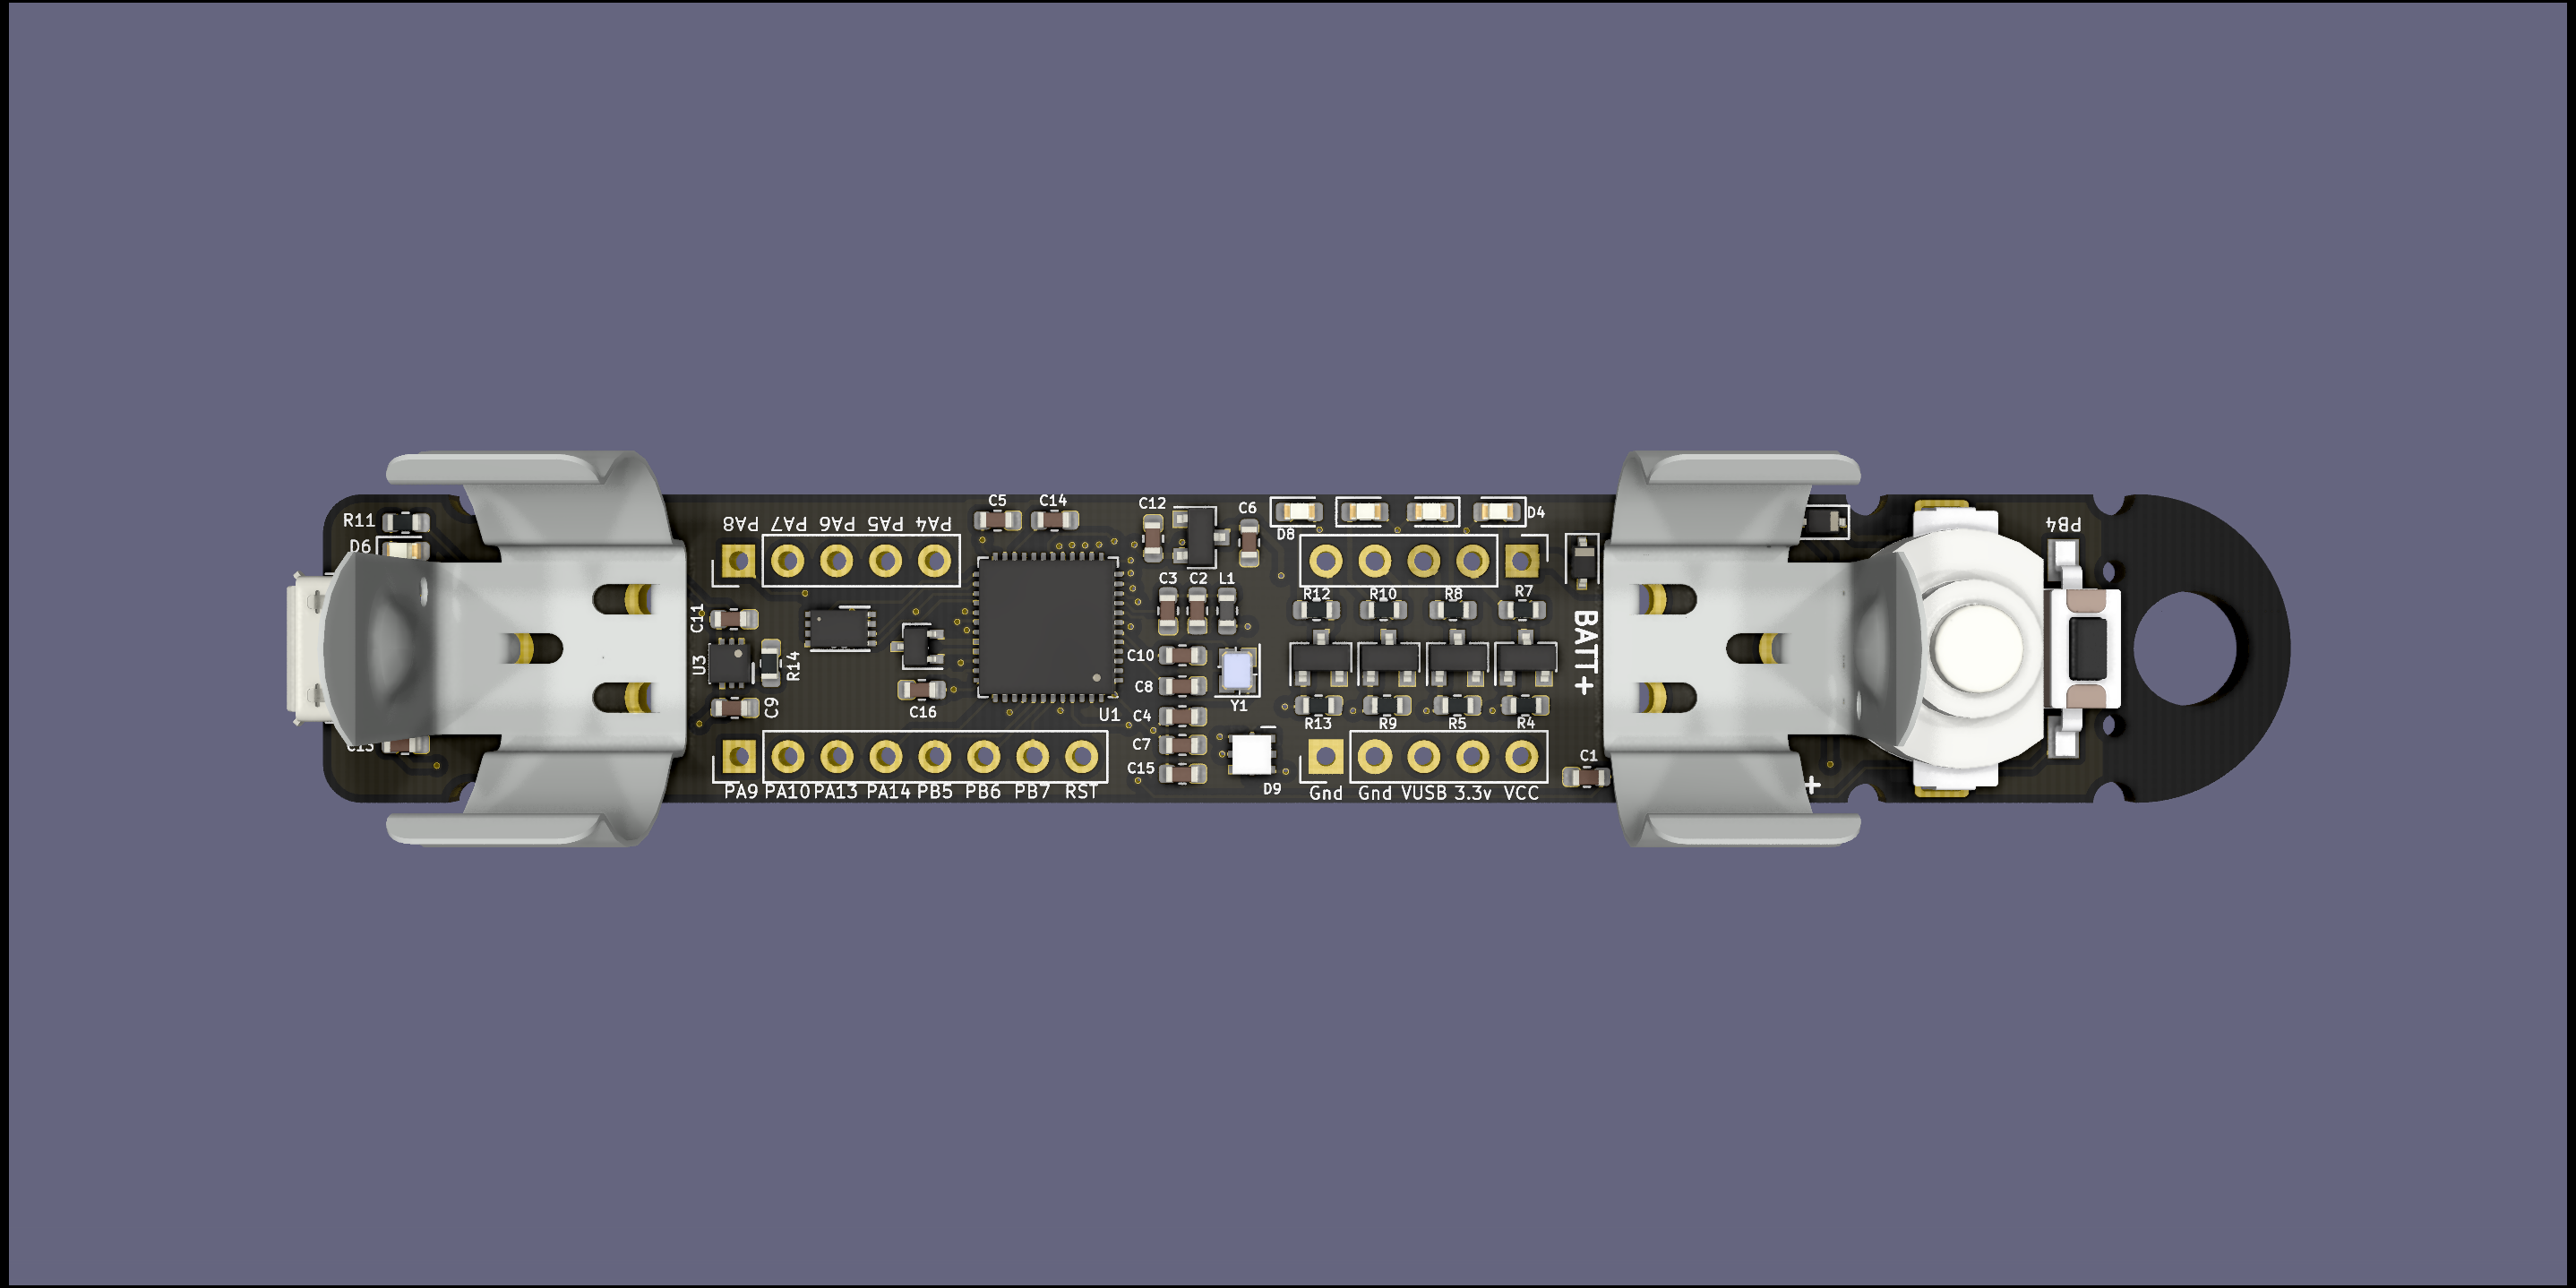 R11
D6
C13
PA8 PA7 PA6 PA5 PA4
C5 C14
C12
C6
D8
D4
C3 C2 L1
C11
U3
R14
C9
C16
U1
C10
C8
C4
C7
C15
Y1
D9
R12 R10 R8 R7
R13 R9 R5 R4
PA9 PA10 PA13 PA14 PB5 PB6 PB7 RST
Gnd Gnd VUSB 3.3v VCC
BATT+
C1
+
PB4